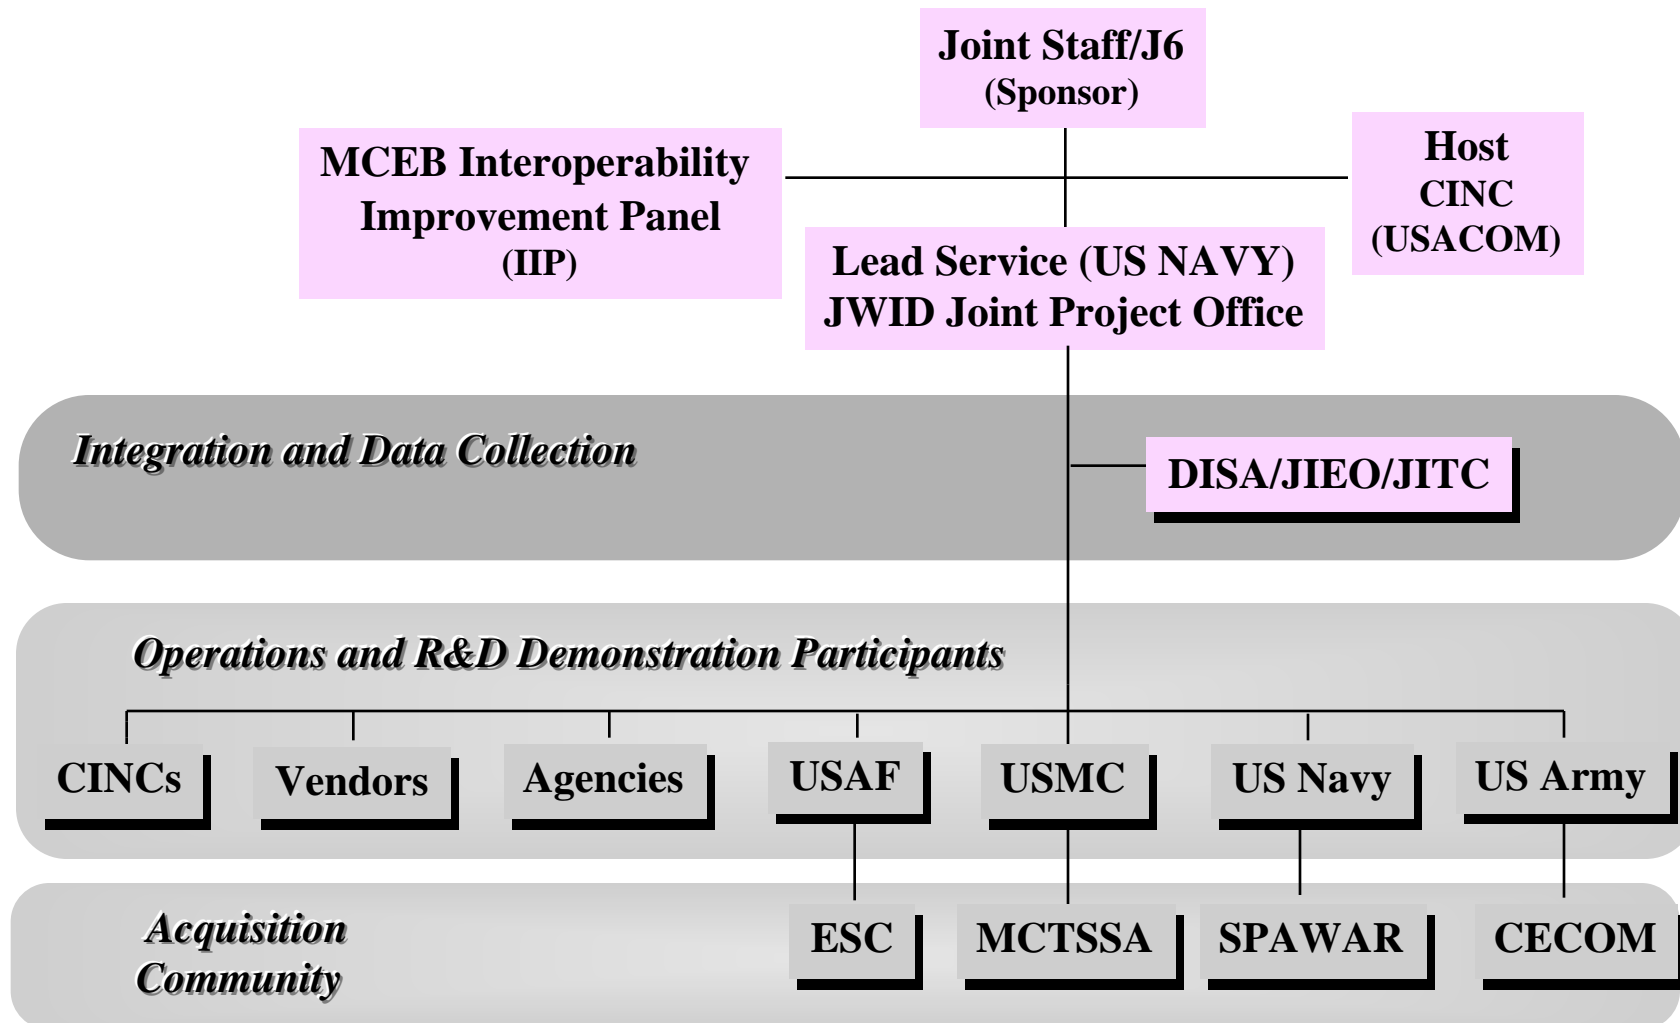 Joint Staff/J6
(Sponsor)
MCEB Interoperability
Improvement Panel
(IIP)
Host
CINC
(USACOM)
Lead Service (US NAVY)
JWID Joint Project Office
Integration and Data Collection
DISA/JIEO/JITC
Operations and R&D Demonstration Participants
CINCs
Vendors
Agencies
USAF
USMC
US Navy
US Army
Acquisition
Community
ESC
MCTSSA
SPAWAR
CECOM